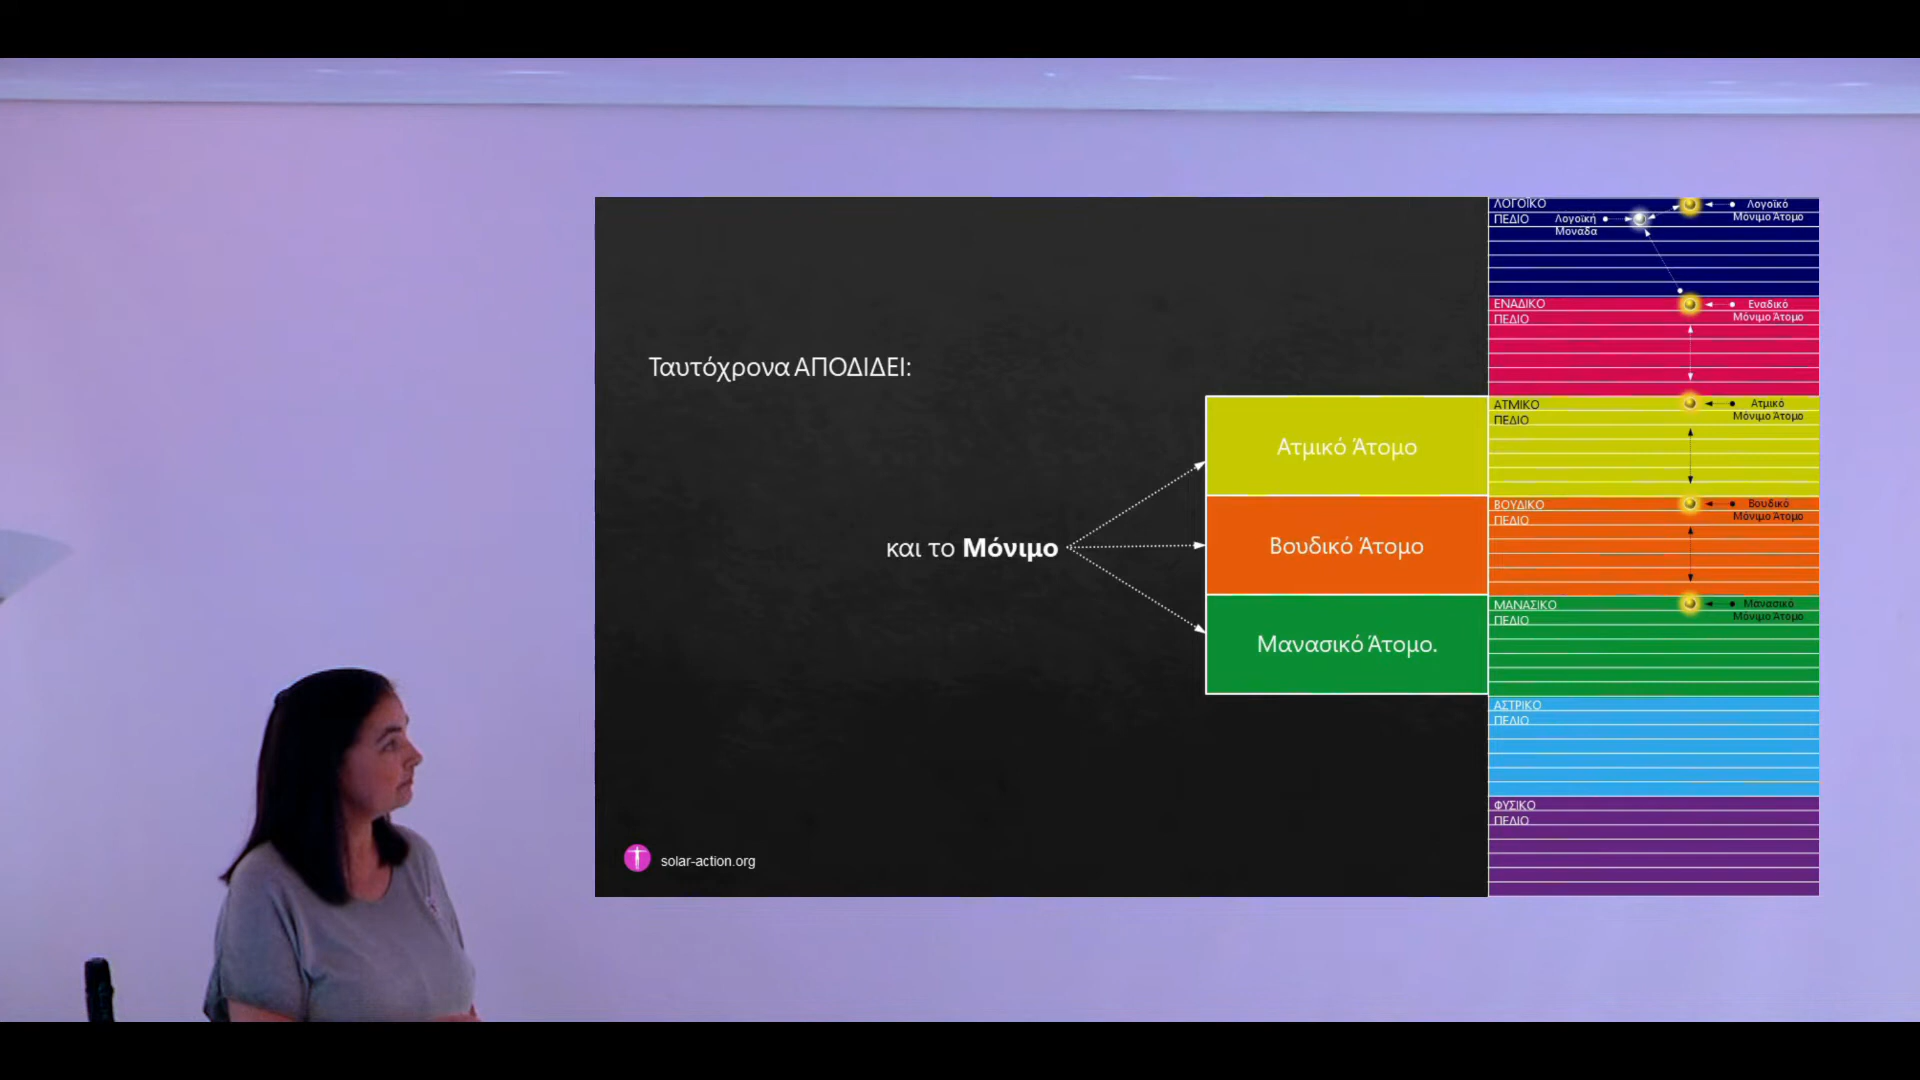 Ταυτόχρονα ΑΠΟΔΙΔΕΙ:
και το Μόνιμο
Ατμικό Άτομο
Βουδικό Άτομο
Μανασικό Άτομο.
solar-action.org
ΛΟΓΟΪΚΟ
ΠΕΔΙΟ
Λογοϊκή
Μονάδα
Λογοϊκό
Μόνιμο Άτομο
ΕΝΑΔΙΚΟ
ΠΕΔΙΟ
Εναδικό
Μόνιμο Άτομο
ΑΤΜΙΚΟ
ΠΕΔΙΟ
Ατμικό
Μόνιμο Άτομο
ΒΟΥΔΙΚΟ
ΠΕΔΙΟ
Βουδικό
Μόνιμο Άτομο
ΜΑΝΑΣΙΚΟ
ΠΕΔΙΟ
Μανασικό
Μόνιμο Άτομο
ΑΣΤΡΙΚΟ
ΠΕΔΙΟ
ΦΥΣΙΚΟ
ΠΕΔΙΟ